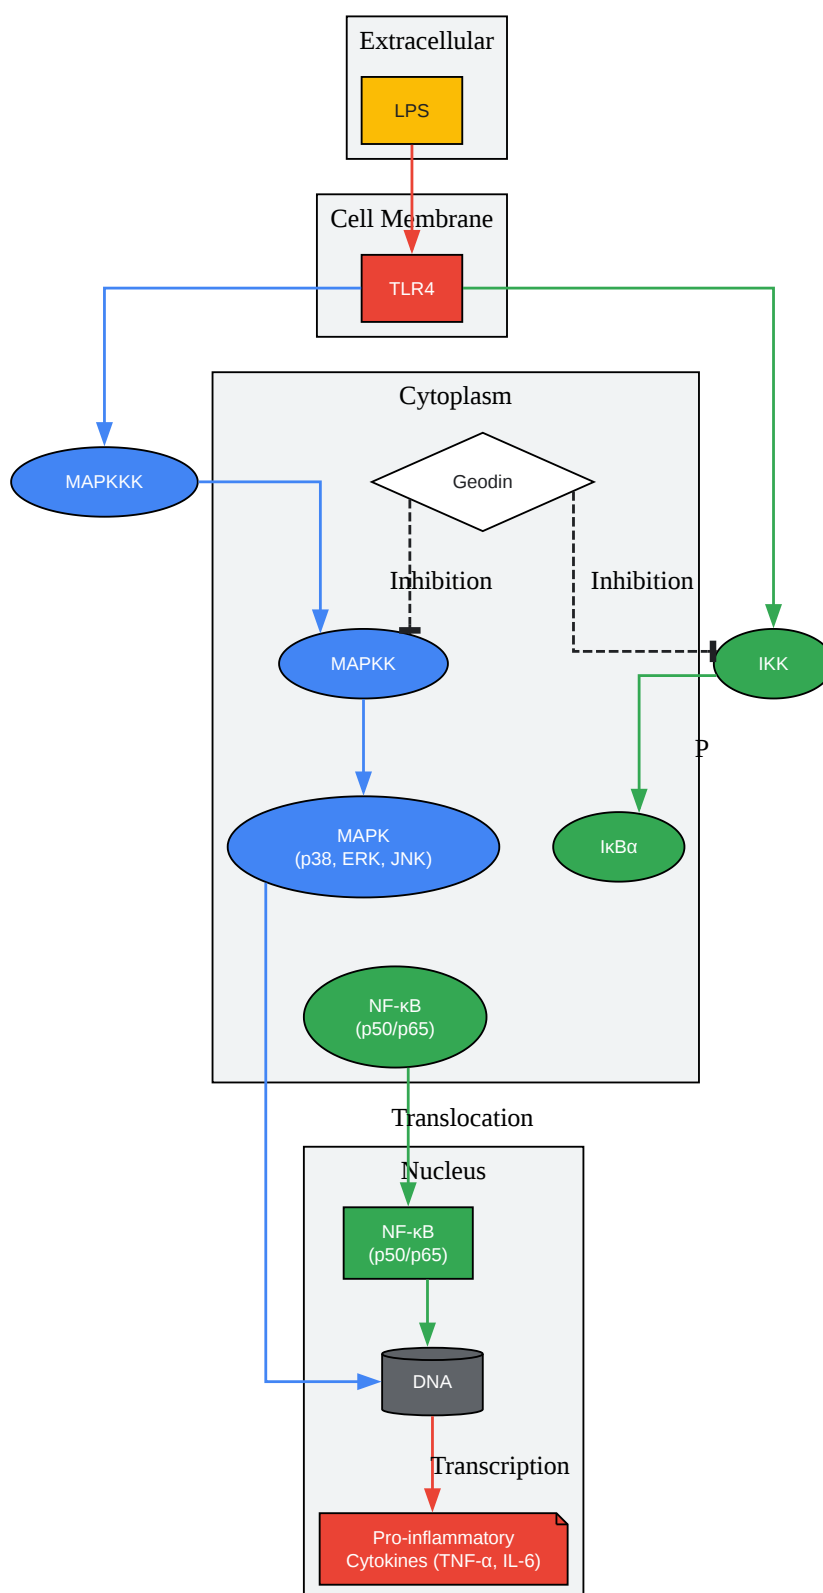 Extracellular
LPS
Cell Membrane
TLR4
Cytoplasm
MAPKKK
Geodin
Inhibition
Inhibition
MAPKK
IKK
P
MAPK
(p38, ERK, JNK)
IκBα
NF-κB
(p50/p65)
Translocation
Nucleus
NF-κB
(p50/p65)
DNA
Transcription
Pro-inflammatory
Cytokines (TNF-α, IL-6)